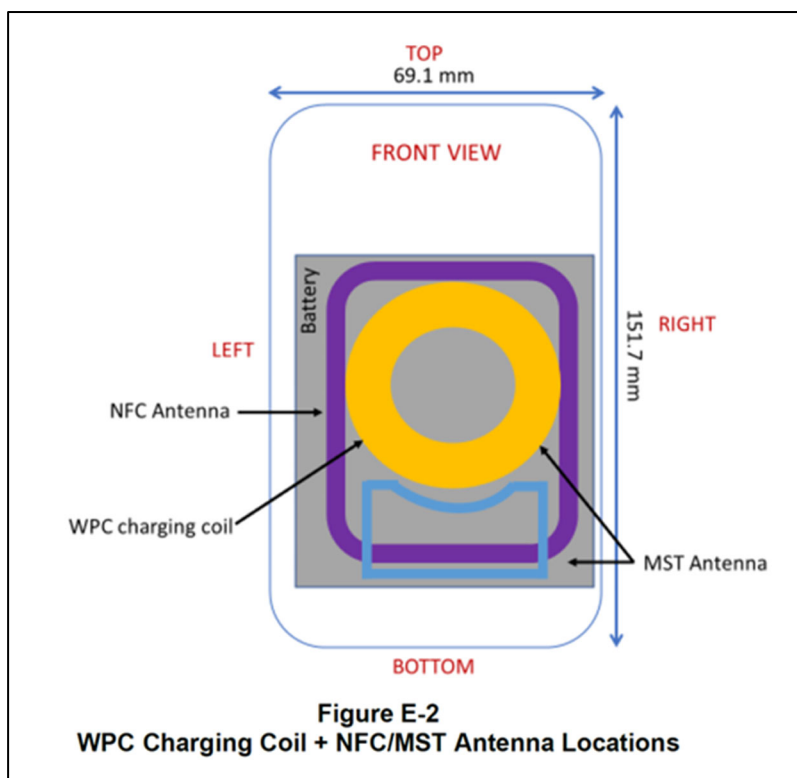 TOP
69.1 mm
FRONT VIEW
Battery
LEFT
151.7 mm
RIGHT
NFC Antenna
WPC charging coil
MST Antenna
BOTTOM
Figure E-2
WPC Charging Coil + NFC/MST Antenna Locations